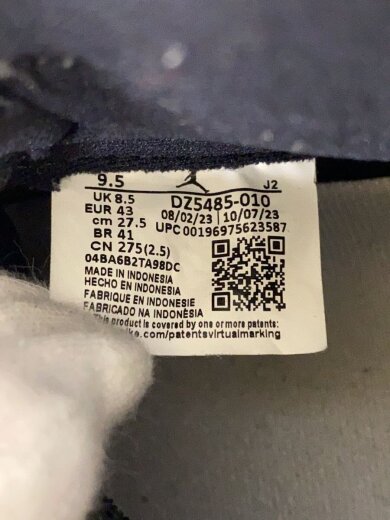 9.5 J2
UK 8.5 DZ5485-010
EUR 43 08/02/23 | 10/07/23
cm 27.5 UPC 00196975623587
BR 41
CN 275(2.5)
04BA6B2TA98DC
MADE IN INDONESIA
HECHO EN INDONESIA
FABRIQUE EN INDONESIE
FABRICADO NA INDONESIA
This product is covered by one or more patents:
ke.com/patentsvirtualmarking